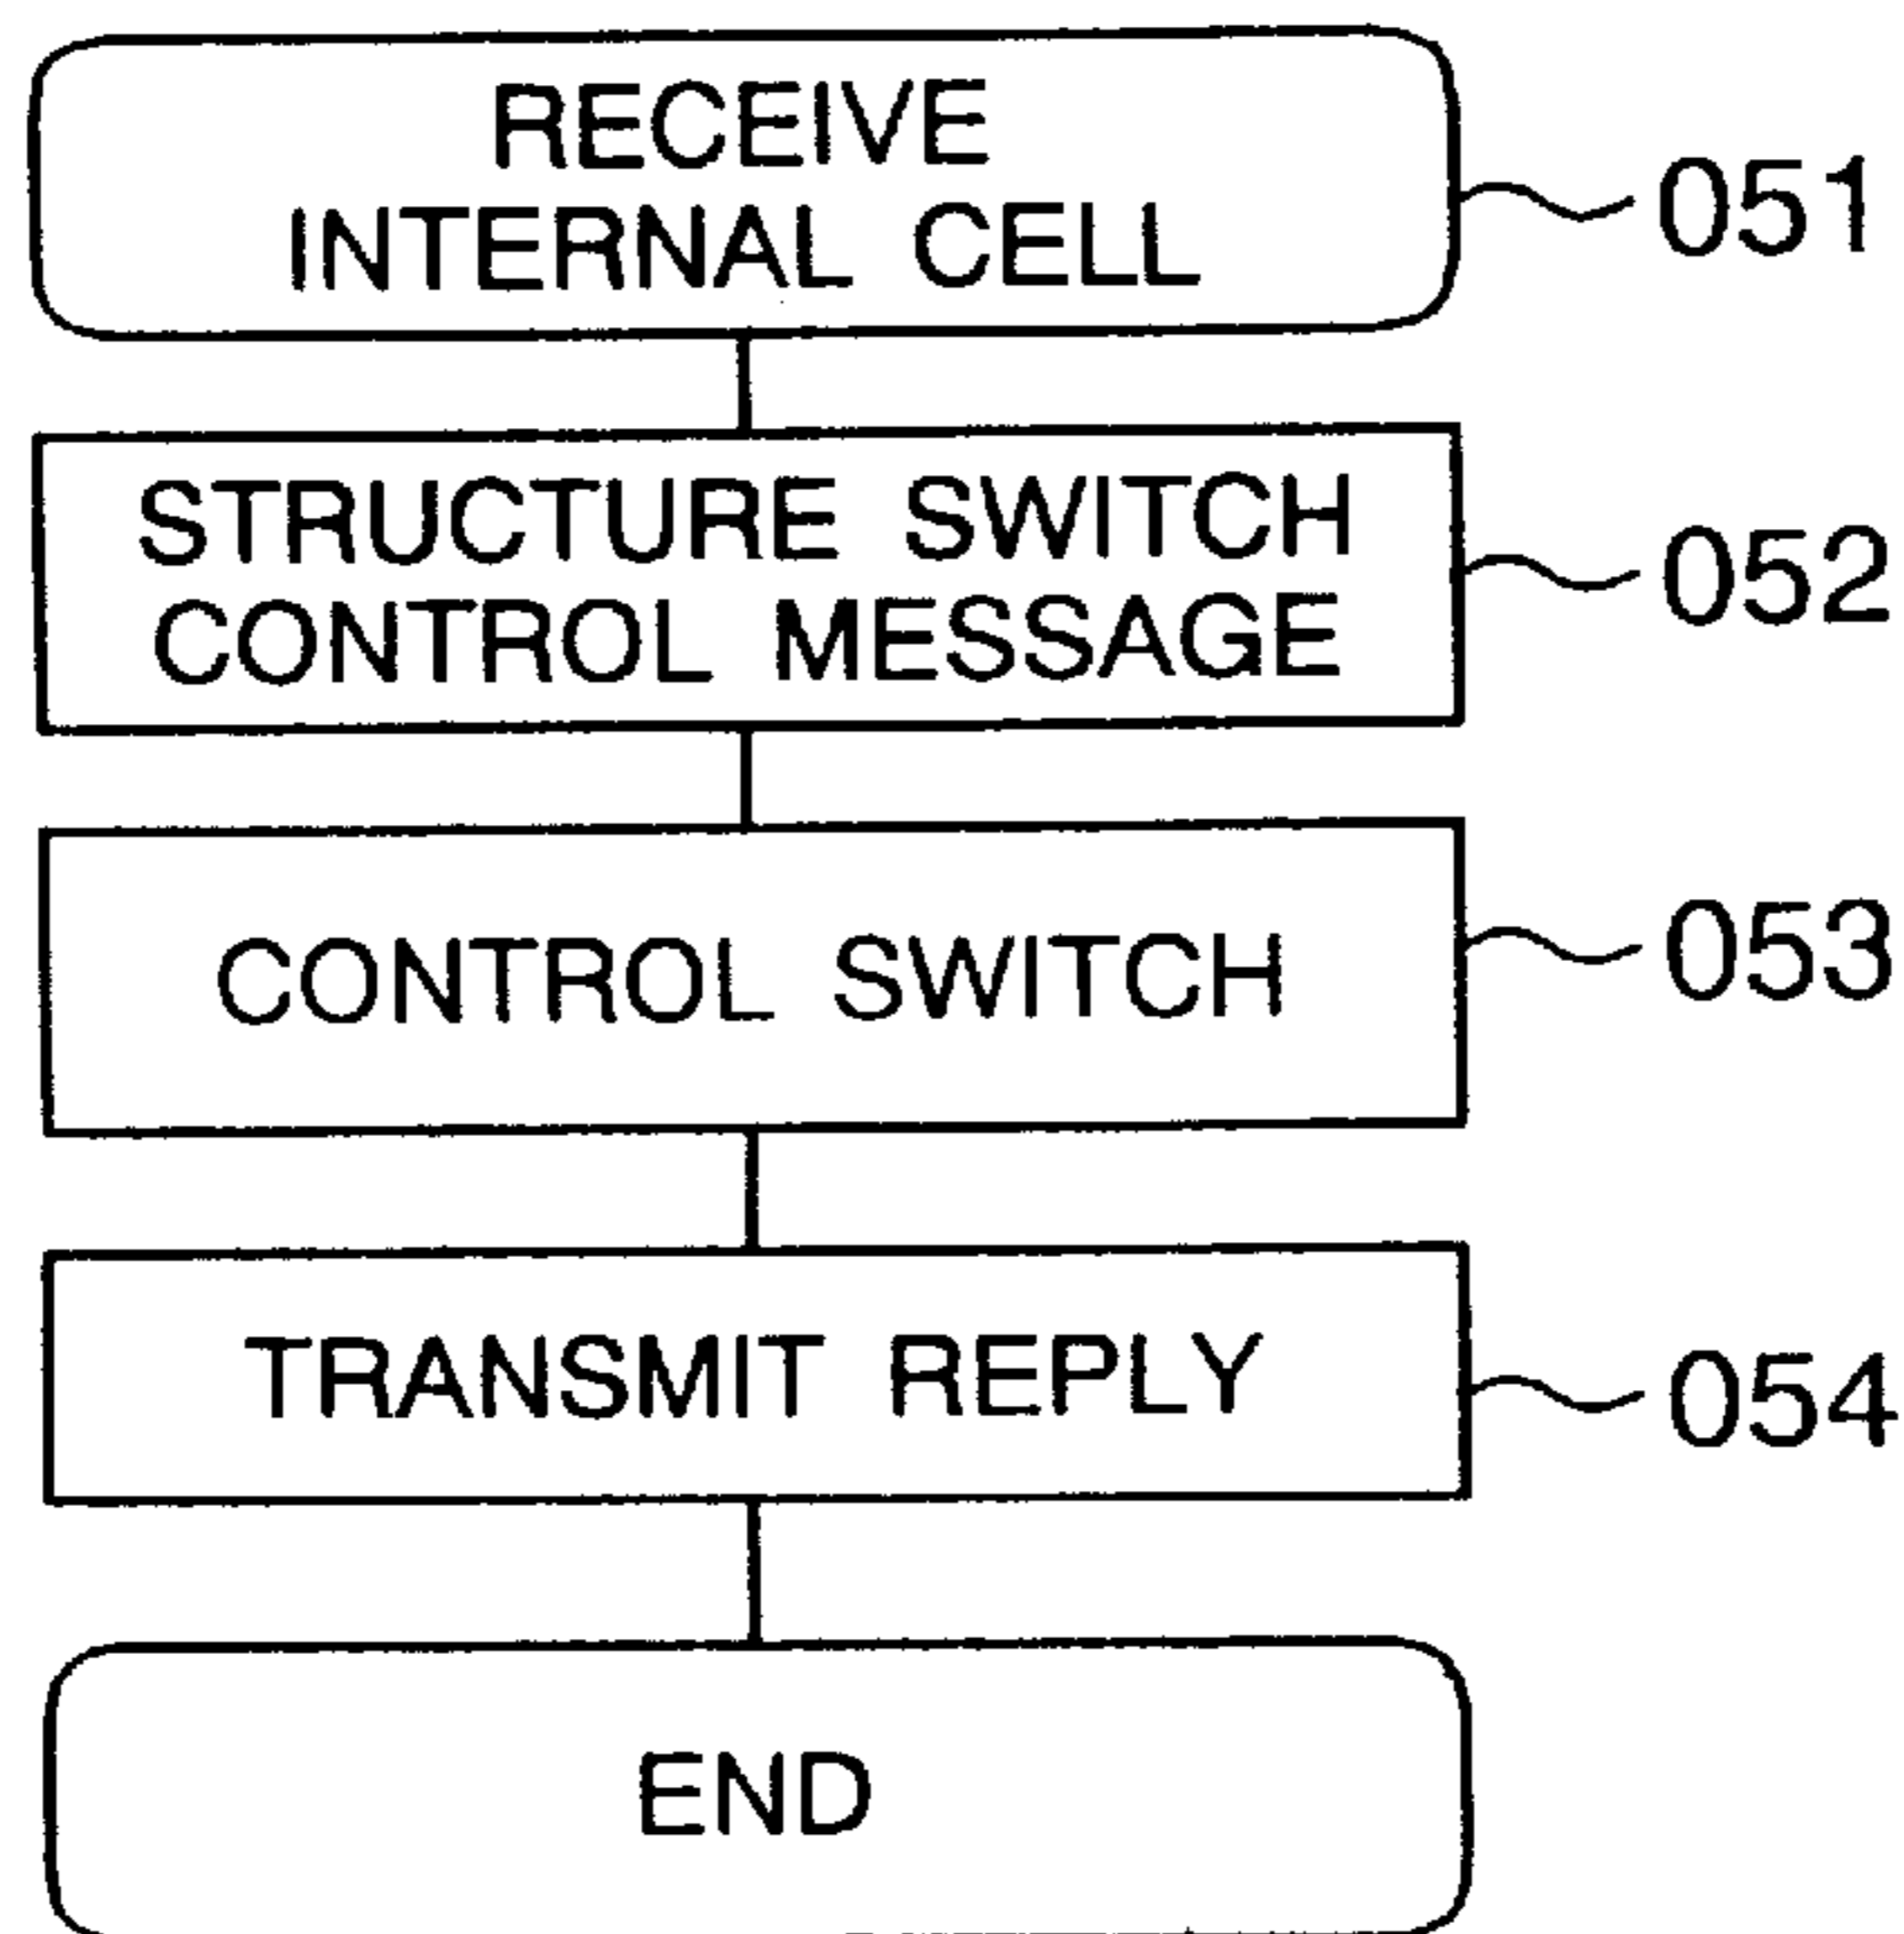 RECEIVE
INTERNAL CELL
051
STRUCTURE SWITCH
CONTROL MESSAGE
052
CONTROL SWITCH
053
TRANSMIT REPLY
054
END